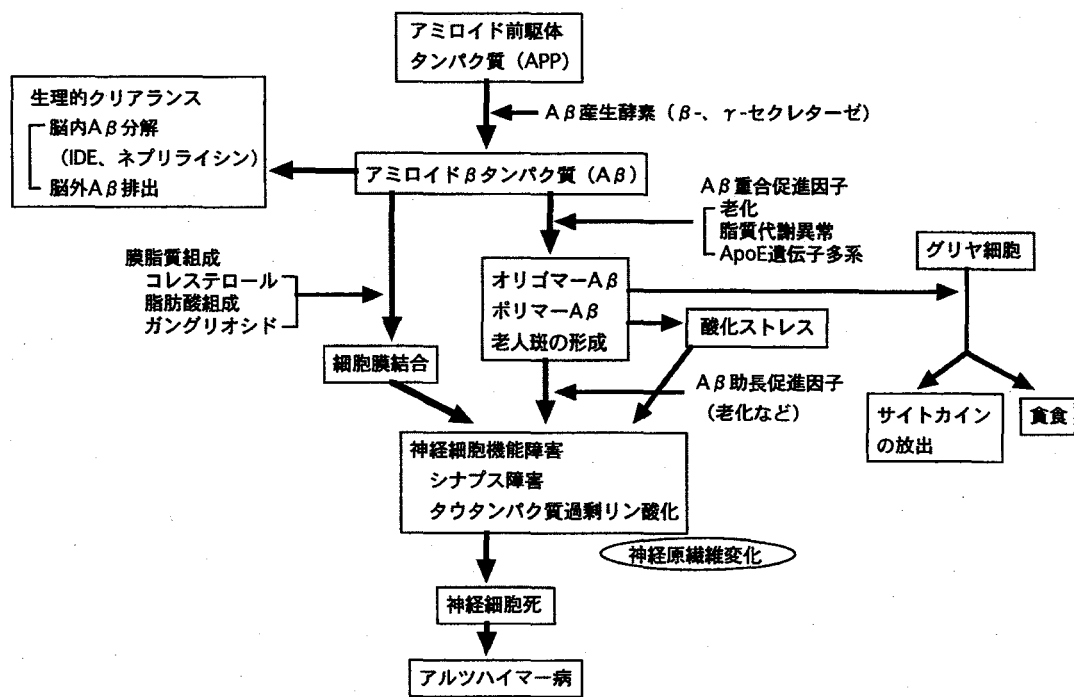 アミロイド前駆体
タンパク質（APP）
生理的クリアランス
脳内Aβ分解
（IDE、ネプリライシン）
脳外Aβ排出
Aβ産生酵素（β-、γ-セクレターゼ）
アミロイドβタンパク質（Aβ）
Aβ重合促進因子
老化
脂質代謝異常
ApoE遺伝子多系
グリヤ細胞
膜脂質組成
コレステロール
脂肪酸組成
ガングリオシド
オリゴマーAβ
ポリマーAβ
老人斑の形成
酸化ストレス
細胞膜結合
Aβ助長促進因子
（老化など）
サイトカイン
の放出
貪食
神経細胞機能障害
シナプス障害
タウタンパク質過剰リン酸化
神経原繊維変化
神経細胞死
アルツハイマー病